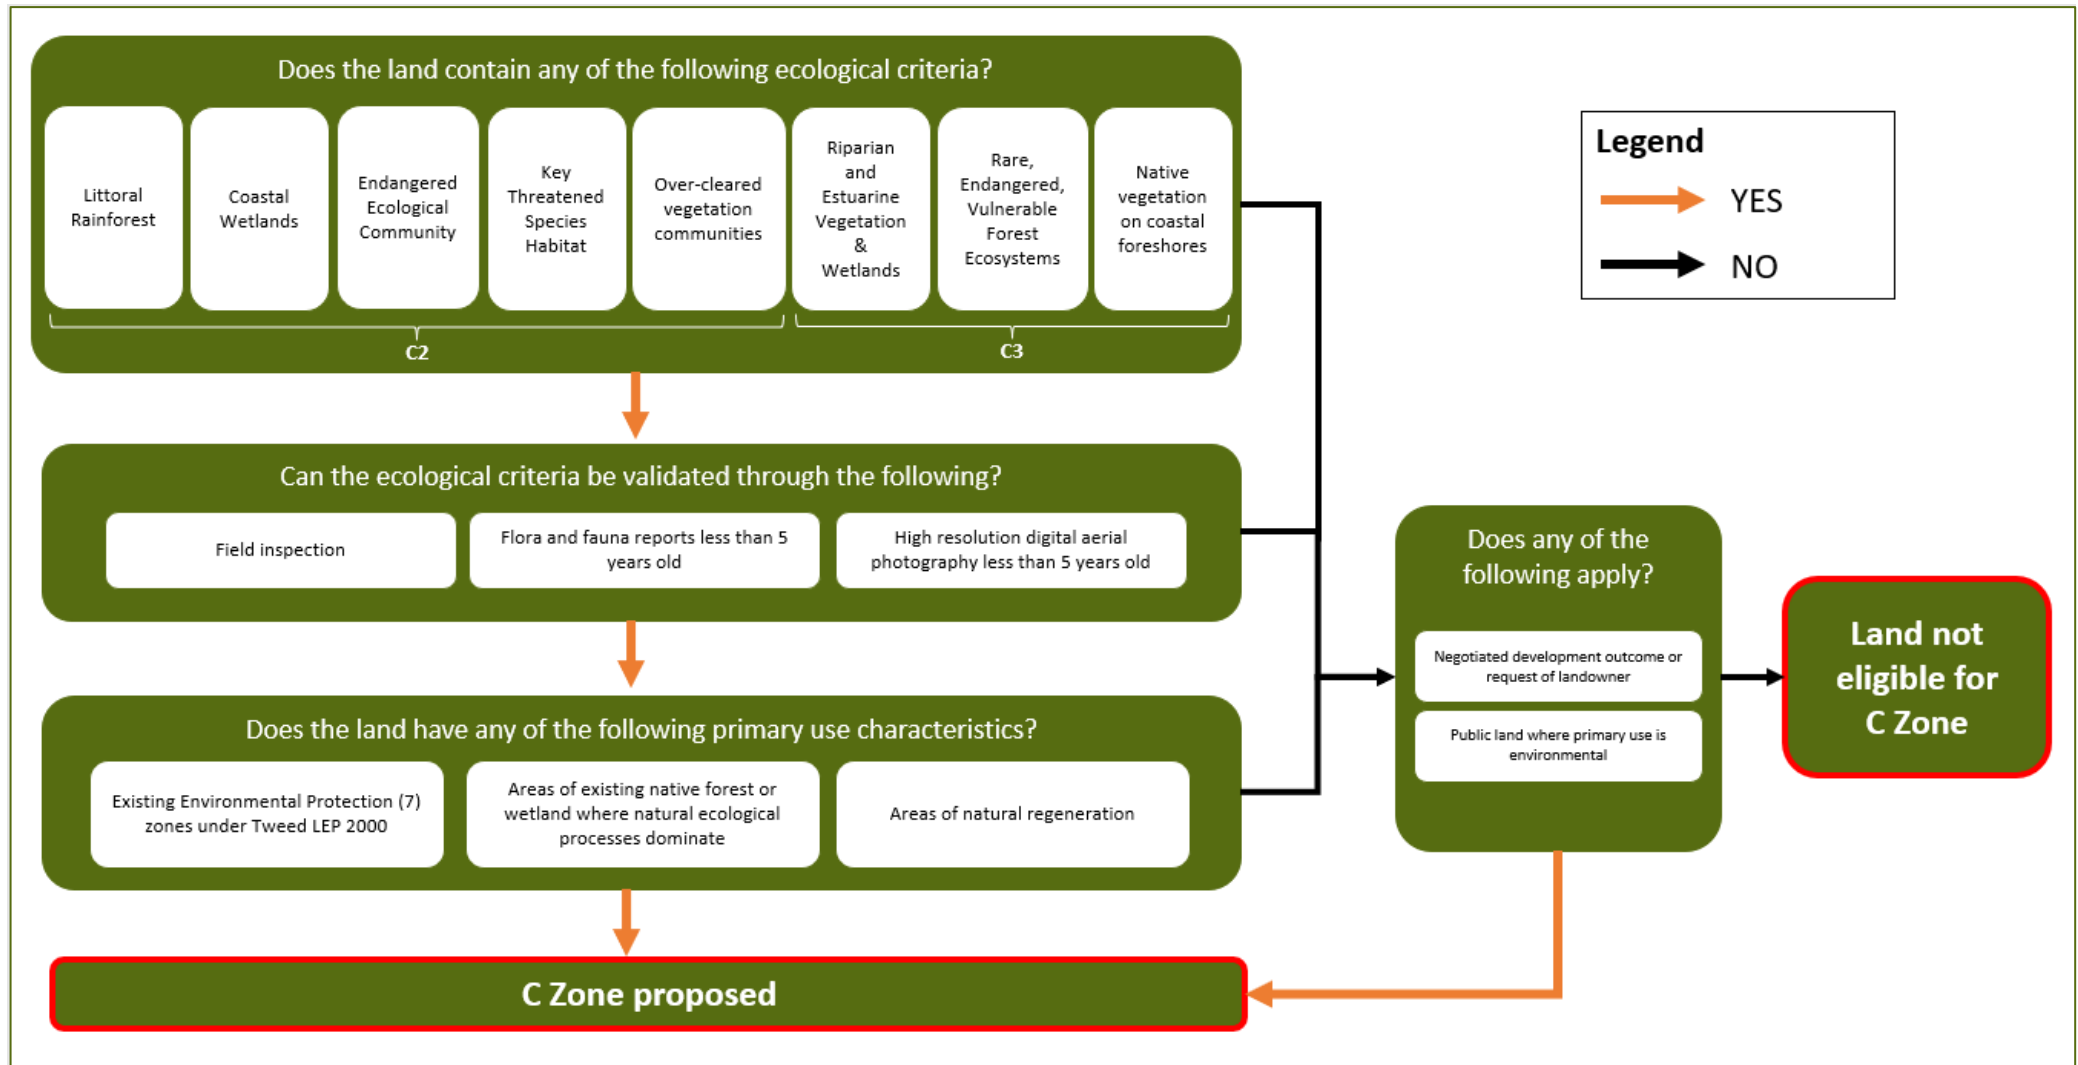 Does the land contain any of the following ecological criteria?
Littoral
Rainforest
Coastal
Wetlands
Endangered
Ecological
Community
Key
Threatened
Species
Habitat
Over-cleared
vegetation
communities
Riparian
and
Estuarine
Vegetation
&
Wetlands
Rare,
Endangered,
Vulnerable
Forest
Ecosystems
Native
vegetation
on coastal
foreshores
C2
C3
Legend
YES
NO
Can the ecological criteria be validated through the following?
Field inspection
Flora and fauna reports less than 5
years old
High resolution digital aerial
photography less than 5 years old
Does the land have any of the following primary use characteristics?
Existing Environmental Protection (7)
zones under Tweed LEP 2000
Areas of existing native forest or
wetland where natural ecological
processes dominate
Areas of natural regeneration
Does any of the
following apply?
Negotiated development outcome or
request of landowner
Public land where primary use is
environmental
Land not
eligible for
C Zone
C Zone proposed